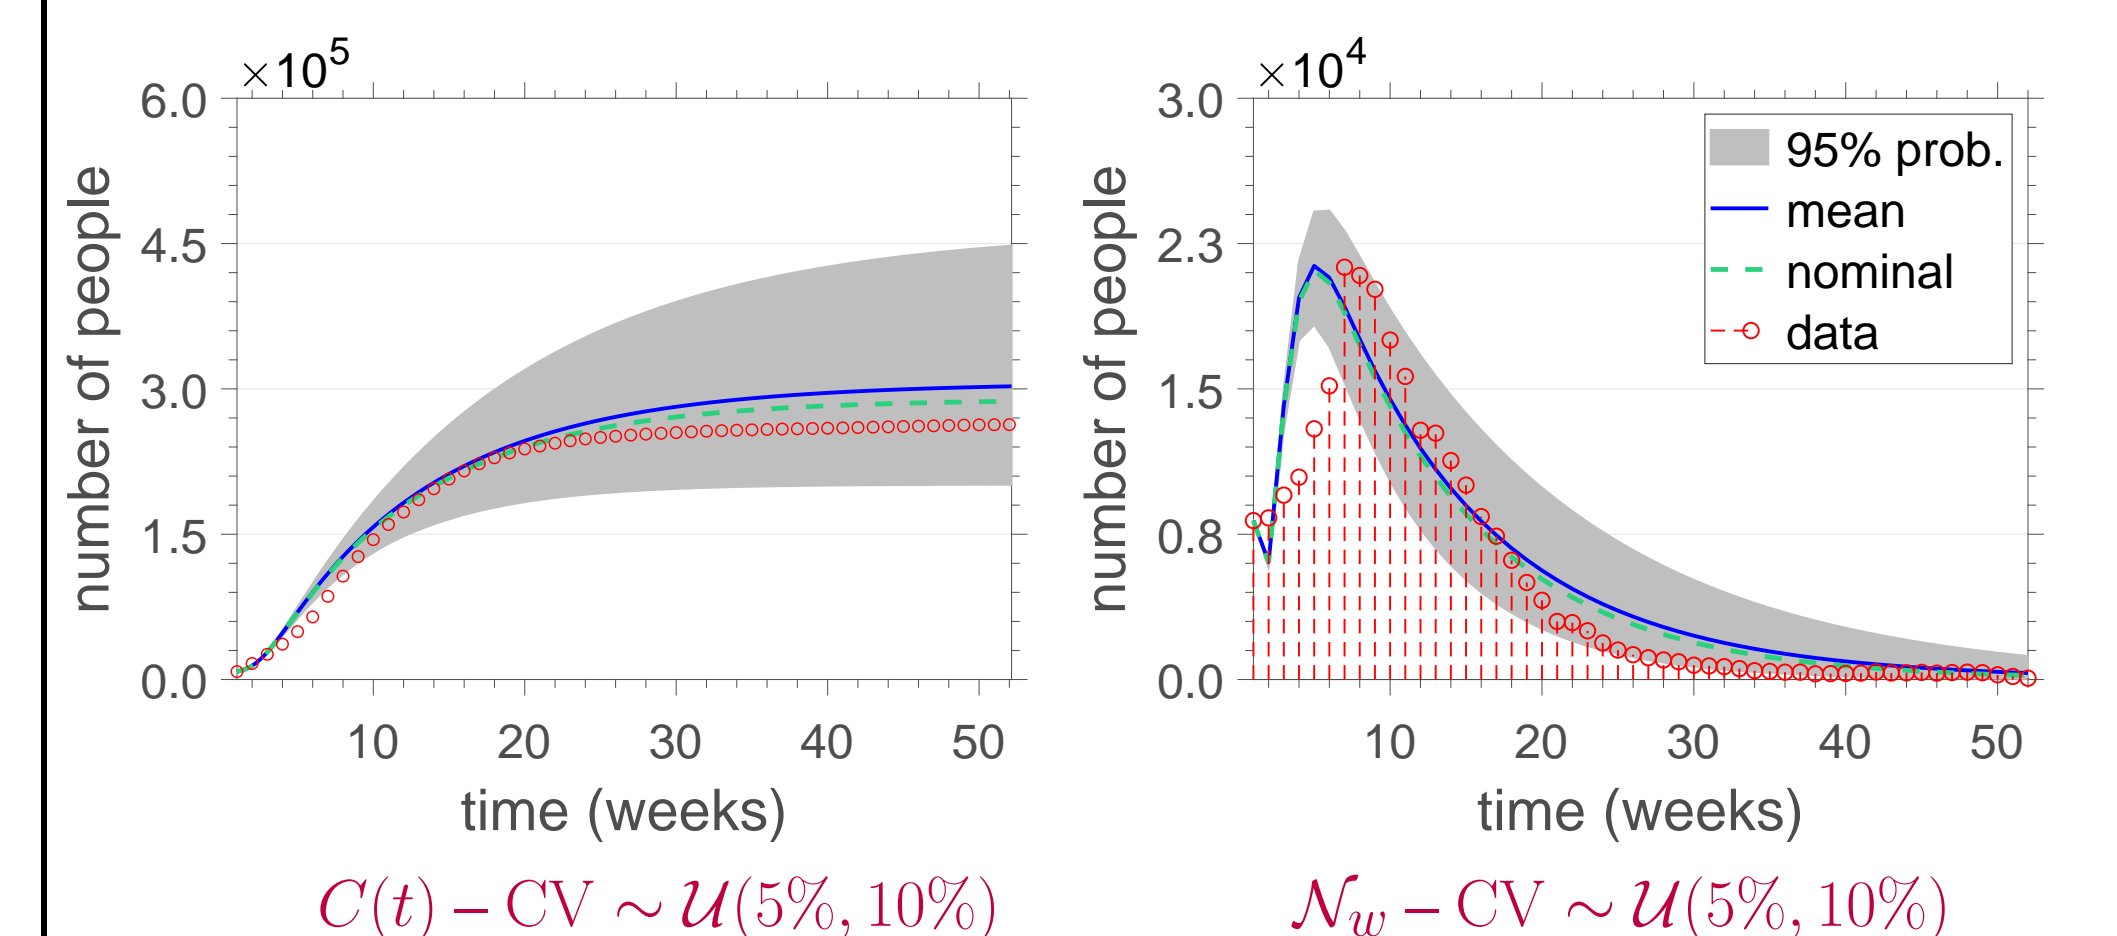 ×10^5
6.0
4.5
3.0
1.5
0.0
number of people
10 20 30 40 50
time (weeks)
C(t) – CV ~ 𝒰(5%, 10%)
×10^4
3.0
2.3
1.5
0.8
0.0
number of people
95% prob.
mean
nominal
data
10 20 30 40 50
time (weeks)
𝒩_w – CV ~ 𝒰(5%, 10%)